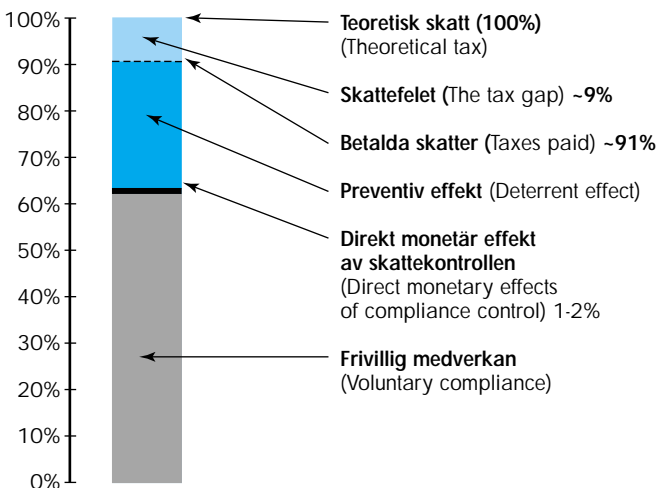 100%
90%
80%
70%
60%
50%
40%
30%
20%
10%
0%
Teoretisk skatt (100%)
(Theoretical tax)
Skattefelet (The tax gap) ~9%
Betalda skatter (Taxes paid) ~91%
Preventiv effekt (Deterrent effect)
Direkt monetär effekt
av skattekontrollen
(Direct monetary effects
of compliance control) 1-2%
Frivillig medverkan
(Voluntary compliance)